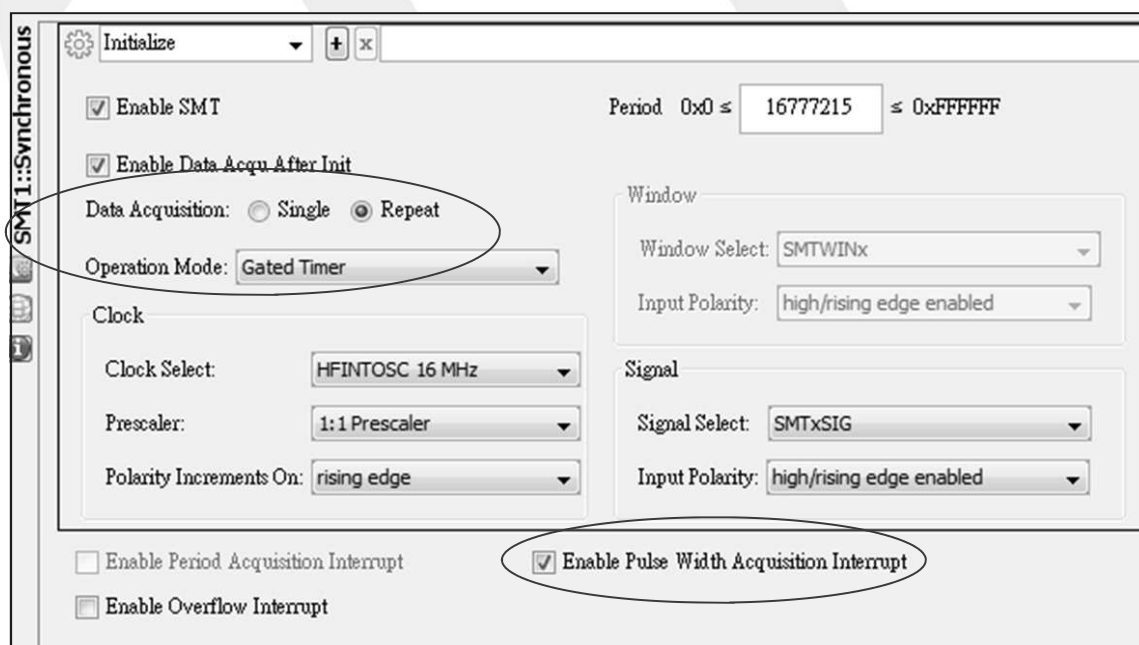 SMT1::Synchronous
Initialize
+ x
Enable SMT
Period 0x0 ≤ 16777215 ≤ 0xFFFFFF
Enable Data Acqu After Init
Data Acquisition: Single Repeat
Operation Mode: Gated Timer
Window
Window Select: SMTWINx
Input Polarity: high/rising edge enabled
Clock
Clock Select: HFINTOSC 16 MHz
Prescaler: 1:1 Prescaler
Polarity Increments On: rising edge
Signal
Signal Select: SMTxSIG
Input Polarity: high/rising edge enabled
Enable Period Acquisition Interrupt
Enable Pulse Width Acquisition Interrupt
Enable Overflow Interrupt